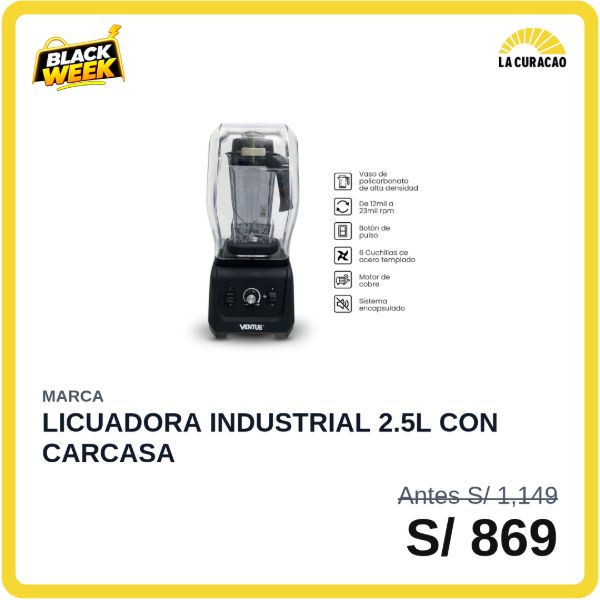 BLACK
WEEK
LA CURACAO
Vaso de
policarbonato
de alta densidad
De 12mil a
23mil rpm
Botón de
pulso
6 Cuchillas de
acero templado
Motor de
cobre
Sistema
encapsulado
VENTUS
MARCA
LICUADORA INDUSTRIAL 2.5L CON
CARCASA
Antes S/ 1,149
S/ 869